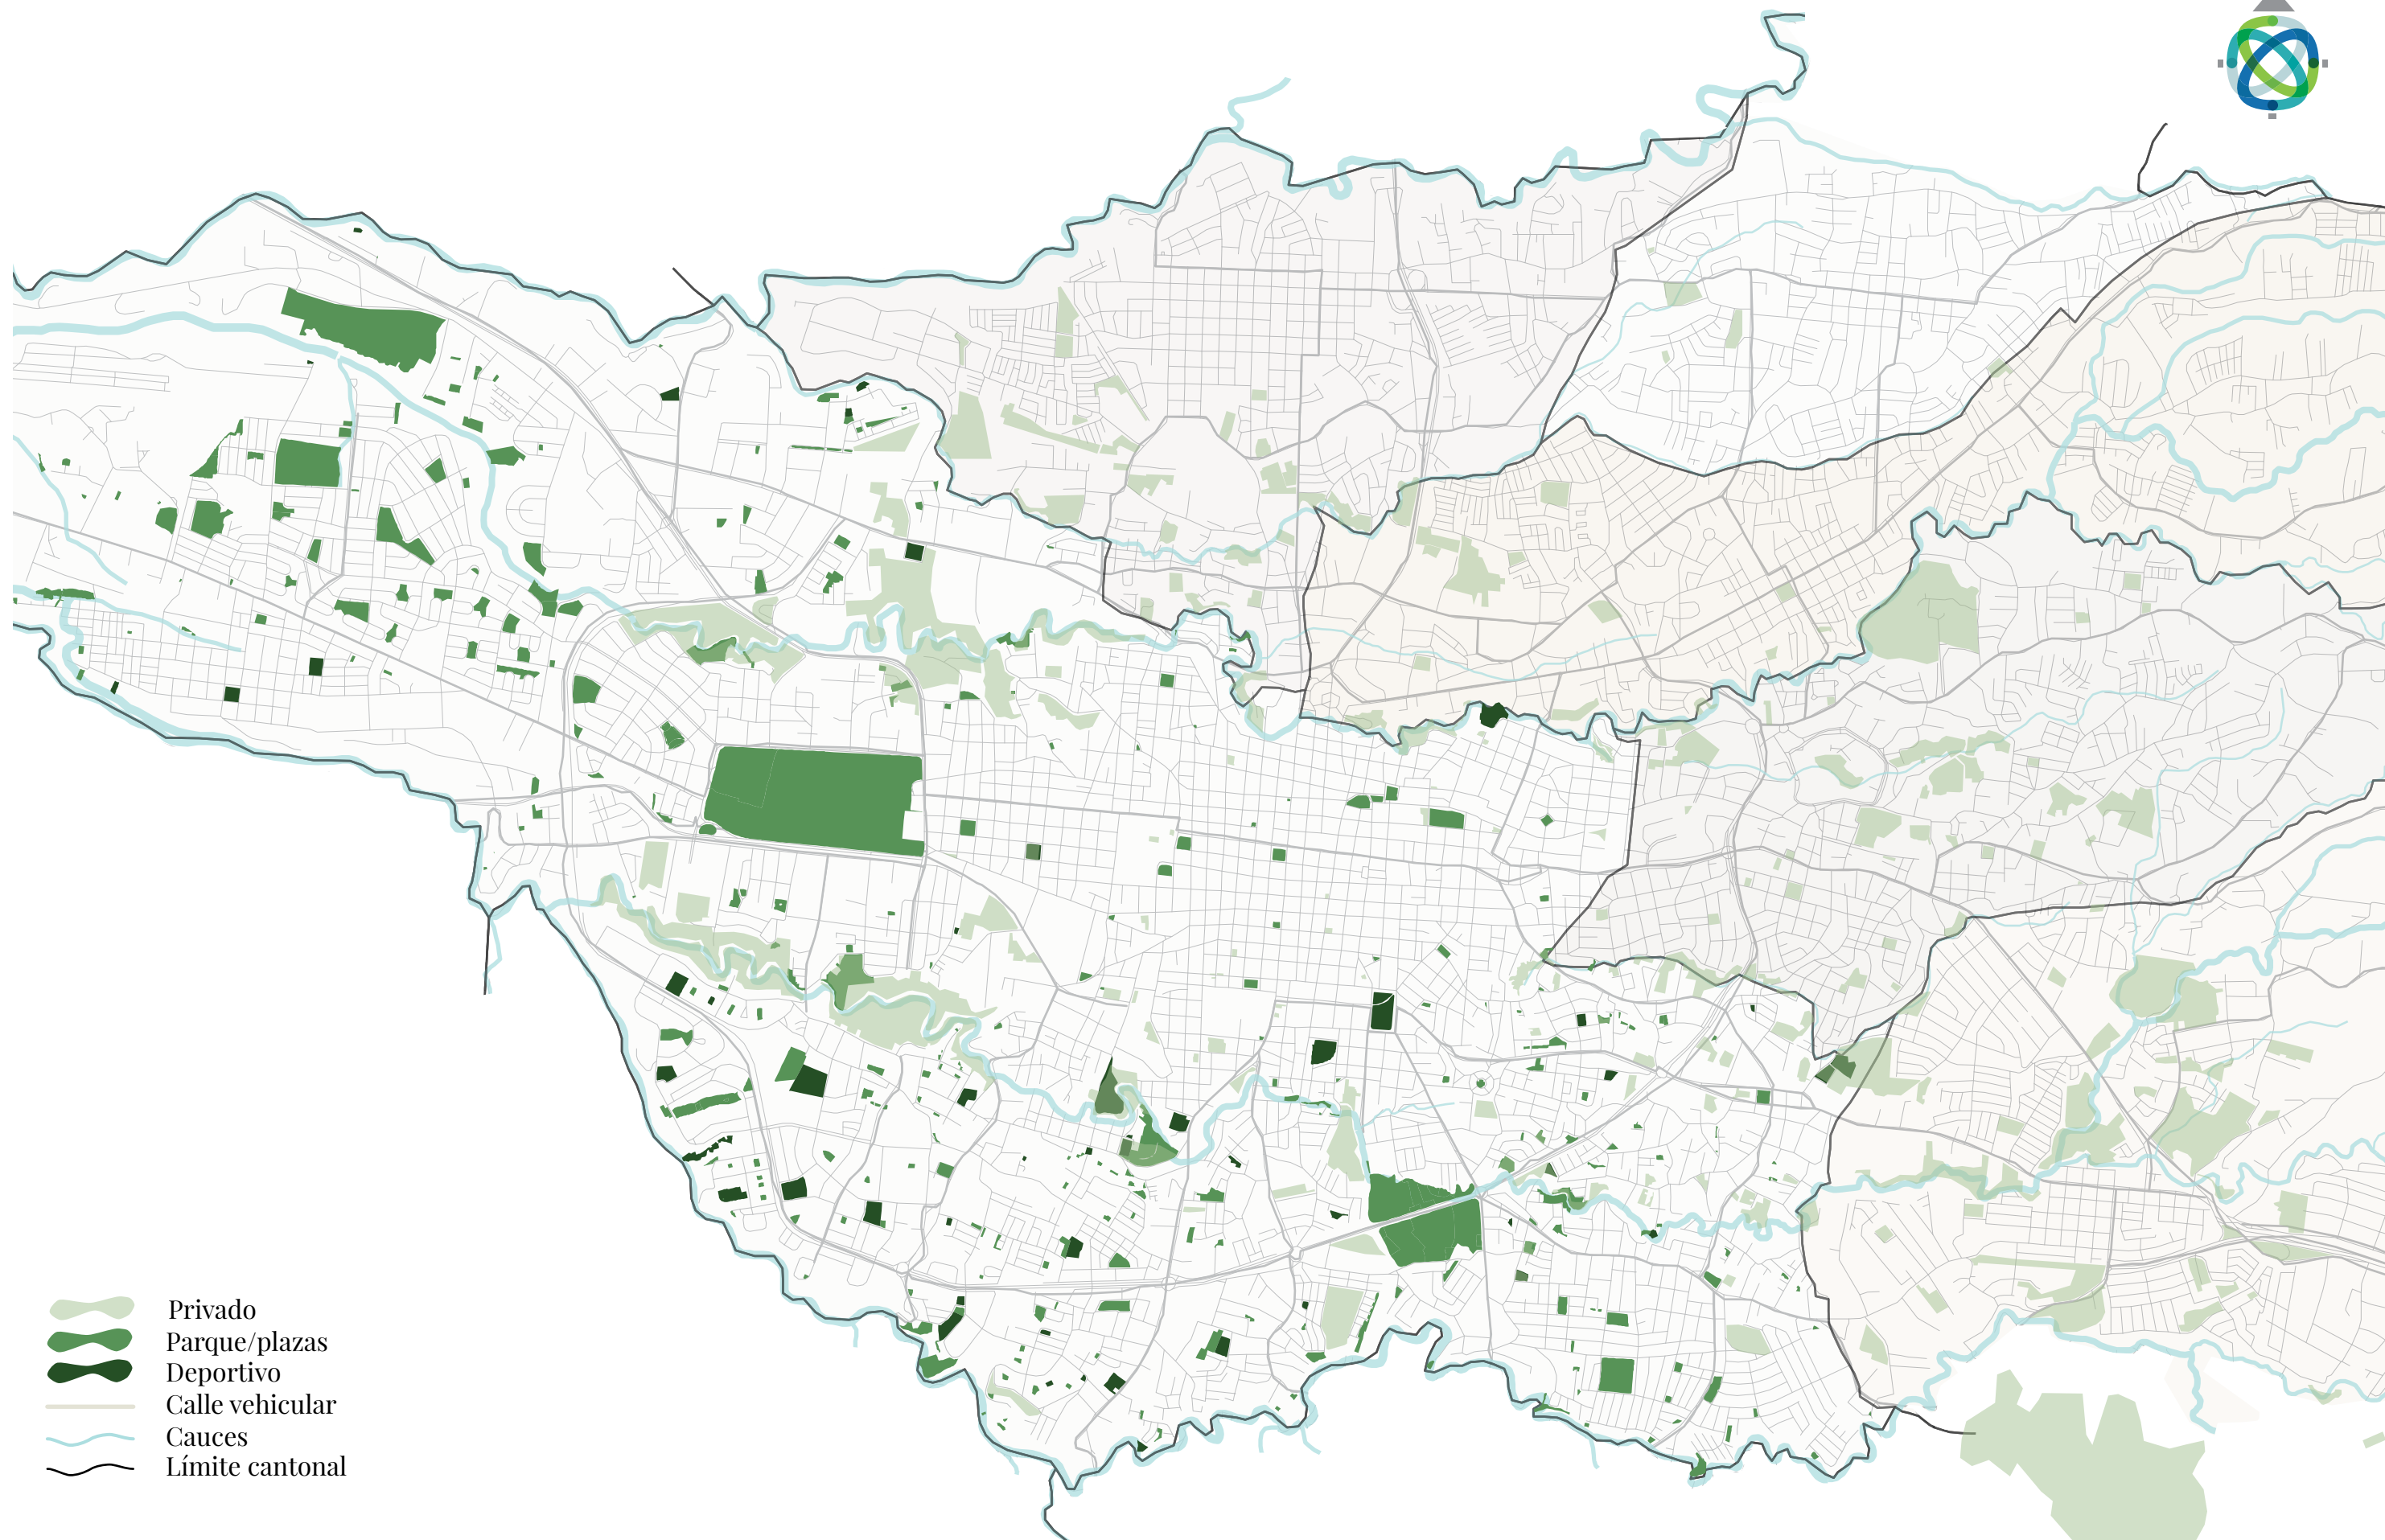 Privado
Parque/plazas
Deportivo
Calle vehicular
Cauces
Límite cantonal